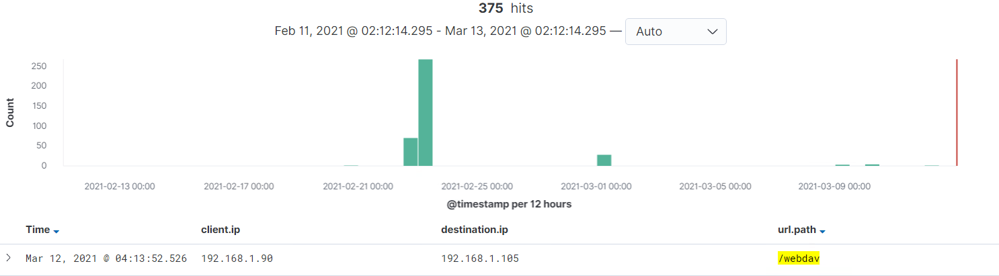 375 hits
Feb 11, 2021 @ 02:12:14.295 - Mar 13, 2021 @ 02:12:14.295 — Auto
250
200
150
100
50
0
Count
2021-02-13 00:00 2021-02-17 00:00 2021-02-21 00:00 2021-02-25 00:00 2021-03-01 00:00 2021-03-05 00:00 2021-03-09 00:00
@timestamp per 12 hours
Time client.ip destination.ip url.path
Mar 12, 2021 @ 04:13:52.526 192.168.1.90 192.168.1.105 /webdav